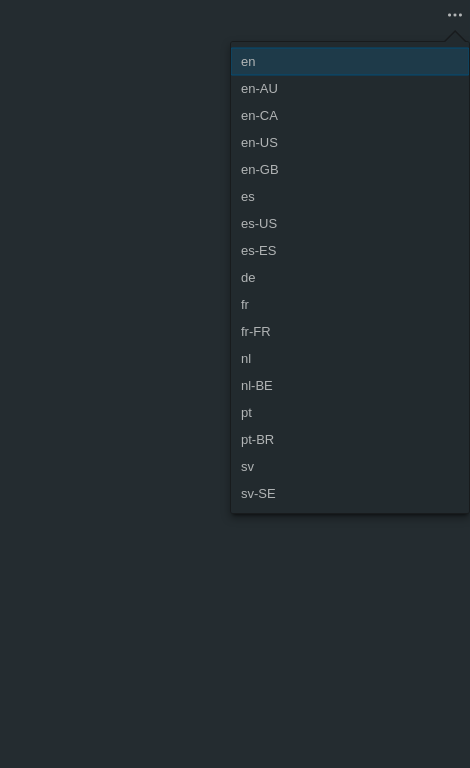 en
en-AU
en-CA
en-US
en-GB
es
es-US
es-ES
de
fr
fr-FR
nl
nl-BE
pt
pt-BR
sv
sv-SE